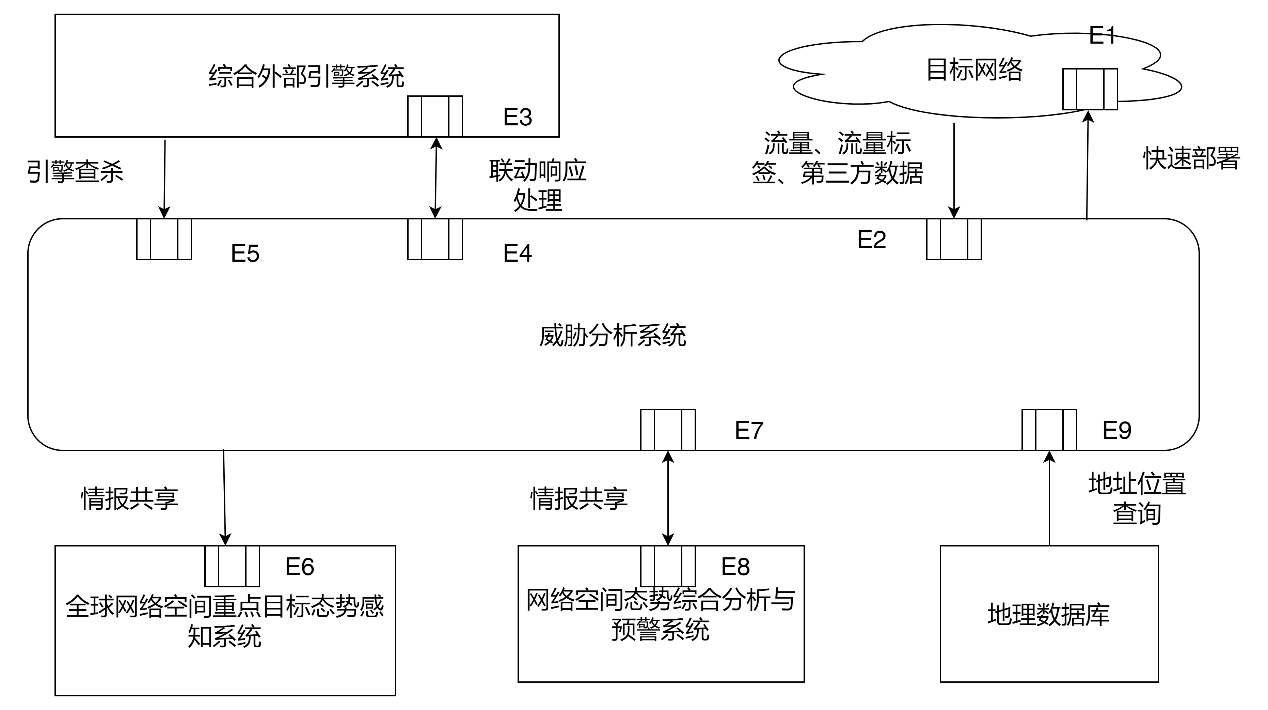 综合外部引擎系统
E3
E1
目标网络
引擎查杀
联动响应
处理
流量、流量标
签、第三方数据
快速部署
E5
E4
E2
威胁分析系统
E7
E9
情报共享
情报共享
地址位置
查询
E6
全球网络空间重点目标态势感
知系统
E8
网络空间态势综合分析与
预警系统
地理数据库